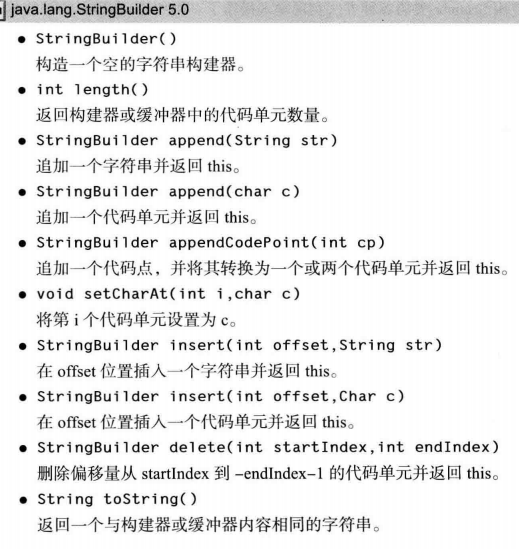 java.lang.StringBuilder 5.0
● StringBuilder()
构造一个空的字符串构建器。
● int length()
返回构建器或缓冲器中的代码单元数量。
● StringBuilder append(String str)
追加一个字符串并返回 this。
● StringBuilder append(char c)
追加一个代码单元并返回 this。
● StringBuilder appendCodePoint(int cp)
追加一个代码点，并将其转换为一个或两个代码单元并返回 this。
● void setCharAt(int i,char c)
将第 i 个代码单元设置为 c。
● StringBuilder insert(int offset,String str)
在 offset 位置插入一个字符串并返回 this。
● StringBuilder insert(int offset,Char c)
在 offset 位置插入一个代码单元并返回 this。
● StringBuilder delete(int startIndex,int endIndex)
删除偏移量从 startIndex 到 –endIndex–1 的代码单元并返回 this。
● String toString()
返回一个与构建器或缓冲器内容相同的字符串。